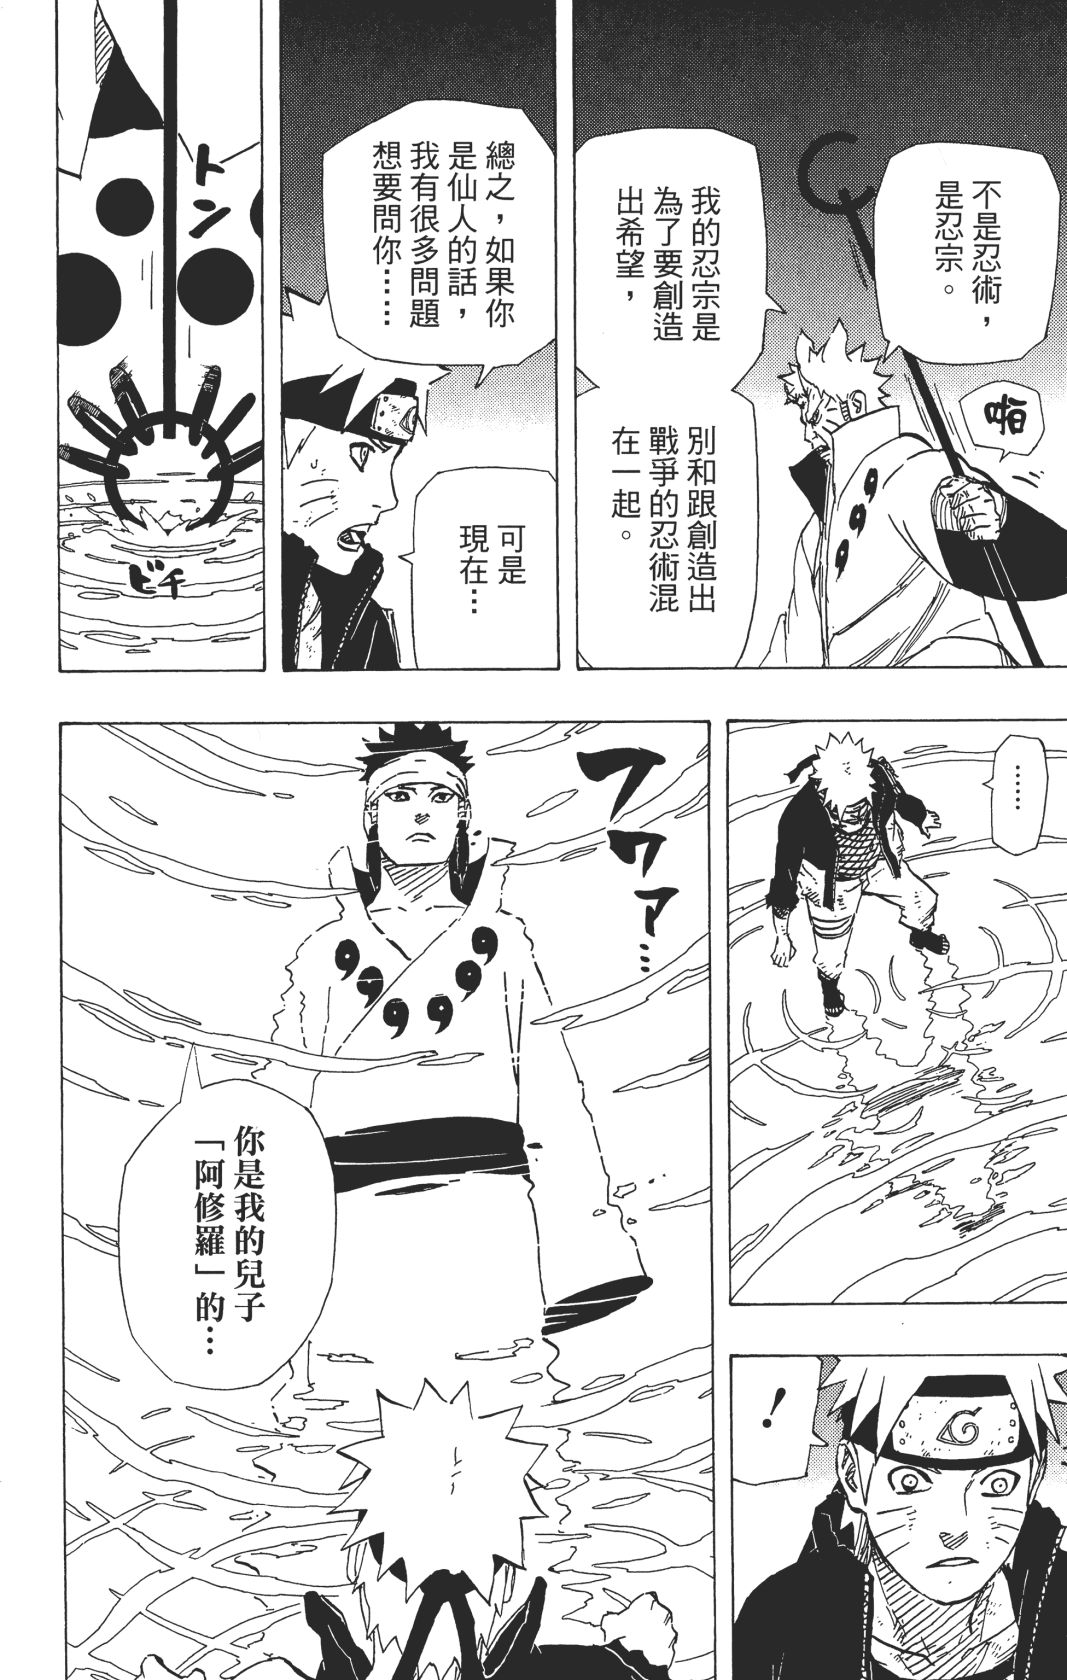 不是忍術，
是忍宗。
啪
我的忍宗是
為了要創造
出希望，
別和跟創造出
戰爭的忍術混
在一起。
總之，如果你
是仙人的話，
我有很多問題
想要問你……
可是
現在…
トン
ビチ
……
！
フワァ…
你是我的兒子
「阿修羅」的…